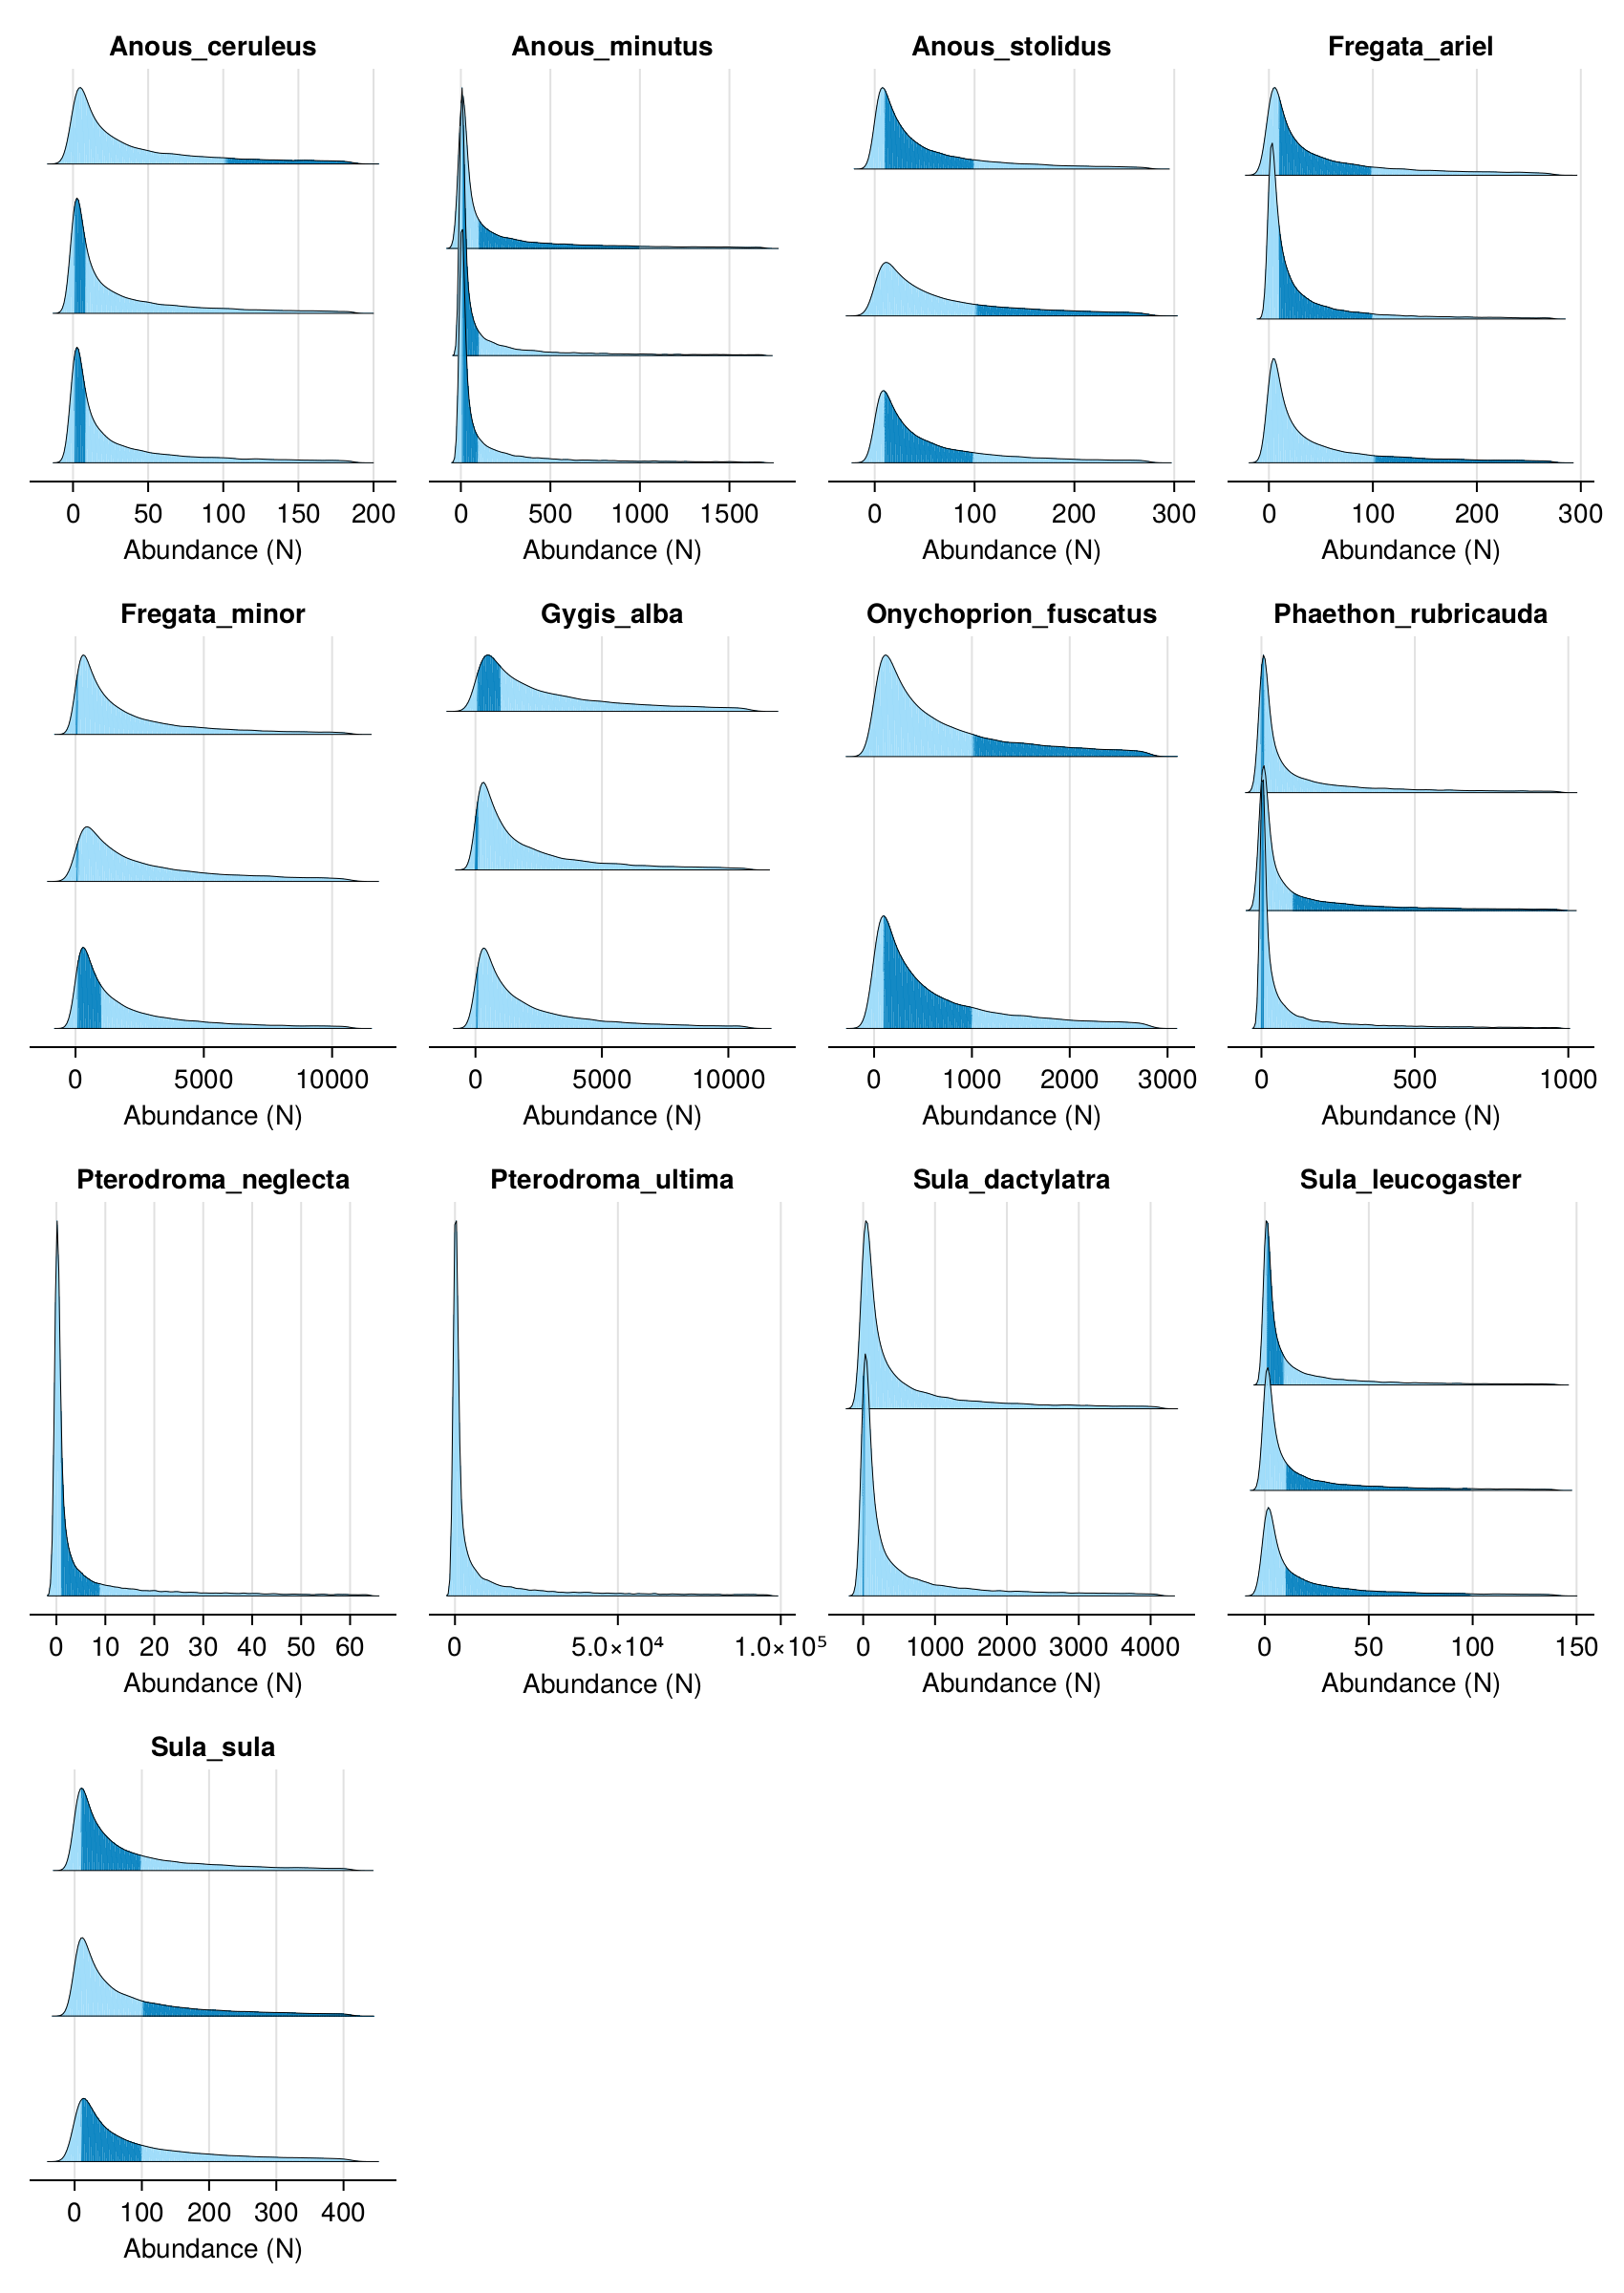 Anous_ceruleus Anous_minutus Anous_stolidus Fregata_ariel
0 50 100 150 200 0 500 1000 1500 0 100 200 300 0 100 200 300
Abundance (N) Abundance (N) Abundance (N) Abundance (N)
Fregata_minor Gygis_alba Onychoprion_fuscatus Phaethon_rubricauda
0 5000 10000 0 5000 10000 0 1000 2000 3000 0 500 1000
Abundance (N) Abundance (N) Abundance (N) Abundance (N)
Pterodroma_neglecta Pterodroma_ultima Sula_dactylatra Sula_leucogaster
0 10 20 30 40 50 60 0 5.0×10⁴ 1.0×10⁵ 0 1000 2000 3000 4000 0 50 100 150
Abundance (N) Abundance (N) Abundance (N) Abundance (N)
Sula_sula
0 100 200 300 400
Abundance (N)